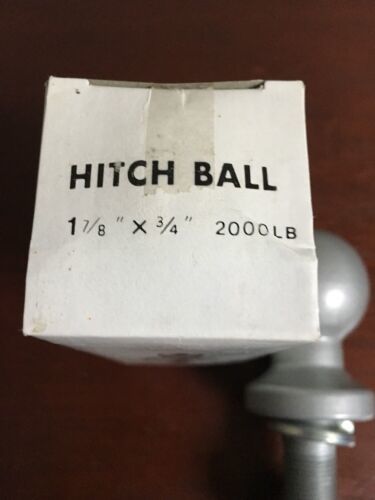 HITCH BALL
1 7/8 " X 3/4" 2000LB